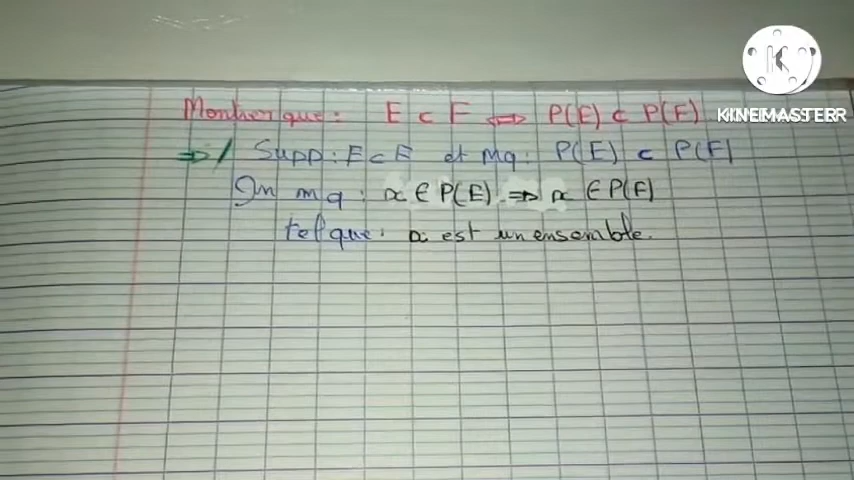 K
KINEMASTER
Montrer que : E ⊂ F ⇔ P(E) ⊂ P(F)
⇒/ Supp : E ⊂ F et Mq : P(E) ⊂ P(F)
On mq : x ∈ P(E) ⇒ x ∈ P(F)
tel que : x est un ensemble.